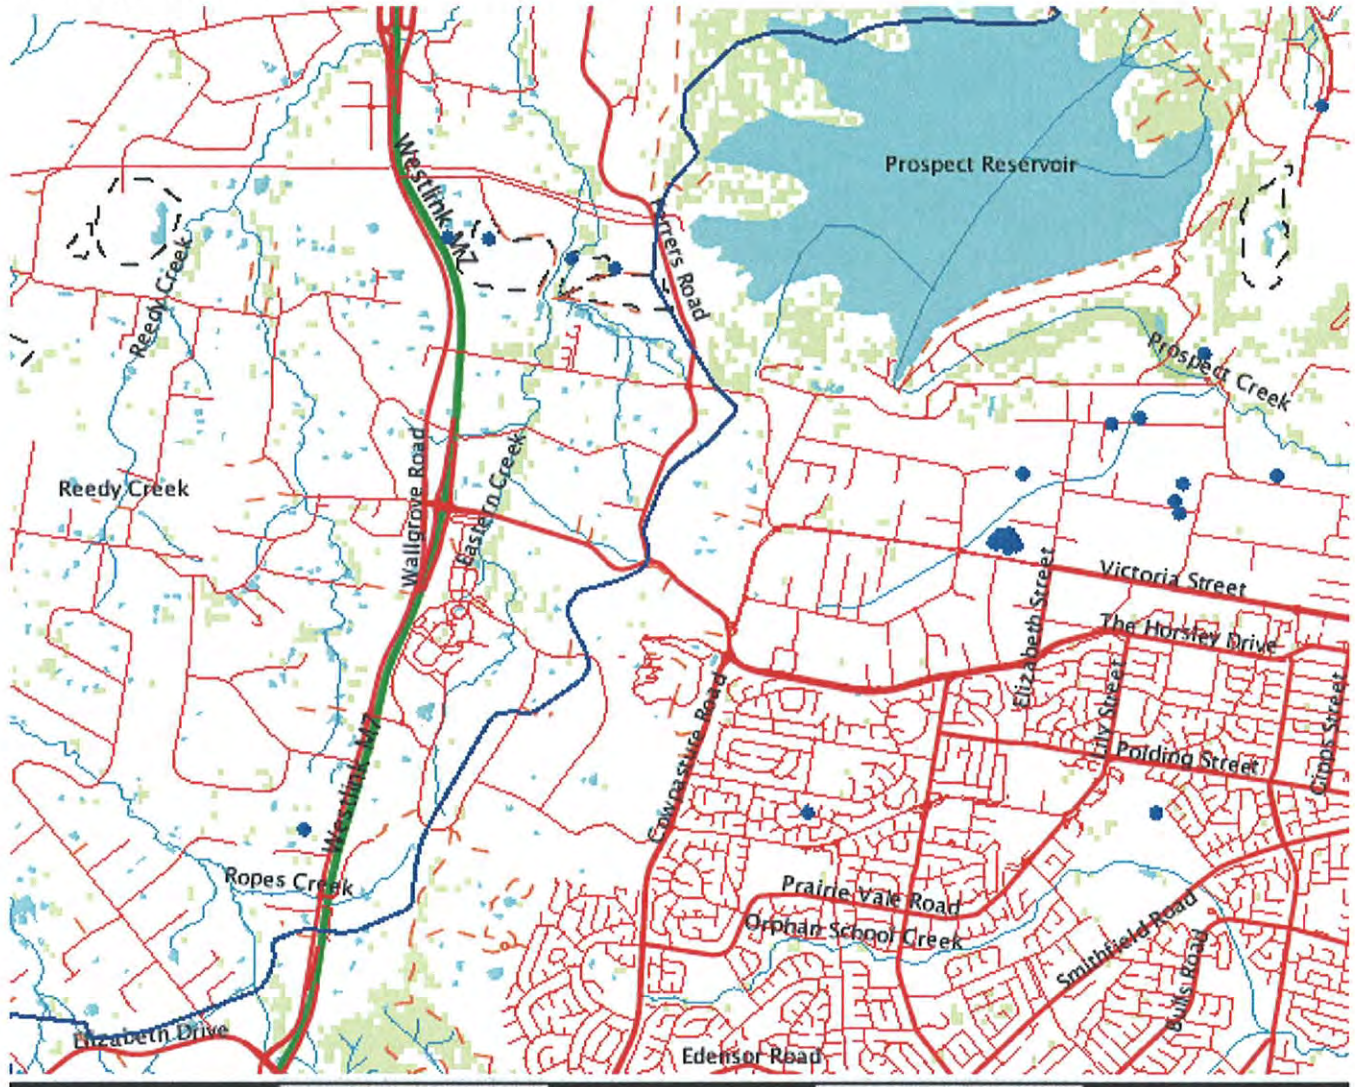 Westlink M7
Prospect Reservoir
Ferrers Road
Reedy Creek
Prospect Creek
Wallgrove Road
Eastern Creek
Reedy Creek
Victoria Street
Elizabeth Street
The Horsley Drive
Lily Street
Gipps Street
Polding Street
Cowpasture Road
Westlink M7
Ropes Creek
Prairie Vale Road
Orphan School Creek
Smithfield Road
Bulls Road
Elizabeth Drive
Edensor Road